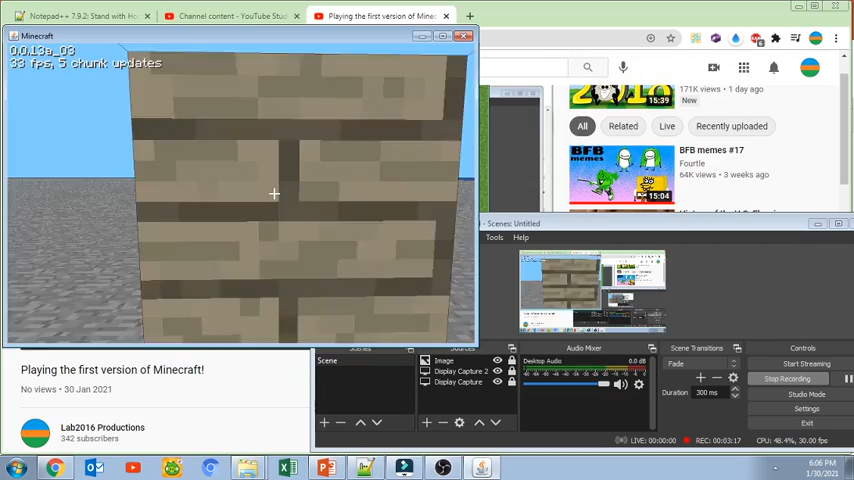 Notepad++ 7.9.2: Stand with Ho
Channel content - YouTube Stu
Playing the first version of Minec
Minecraft
0.0.13a_03
33 fps, 5 chunk updates
6
171K views • 1 day ago
New
15:39
All
Related
Live
Recently uploaded
BFB memes #17
Fourtle
64K views • 3 weeks ago
15:04
Scenes: Untitled
Tools
Help
Playing the first version of Minecraft!
No views • 30 Jan 2021
Lab2016 Productions
342 subscribers
Scenes
Sources
Audio Mixer
Scene Transitions
Controls
Scene
Image
Display Capture 2
Display Capture
Desktop Audio
0.0 dB
Fade
Duration
300 ms
Start Streaming
Stop Recording
Studio Mode
Settings
Exit
LIVE: 00:00:00
REC: 00:03:17
CPU: 48.4%, 30.00 fps
6:06 PM
1/30/2021